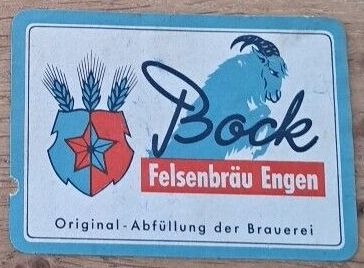 Bock
Felsenbräu Engen
Original-Abfüllung der Brauerei